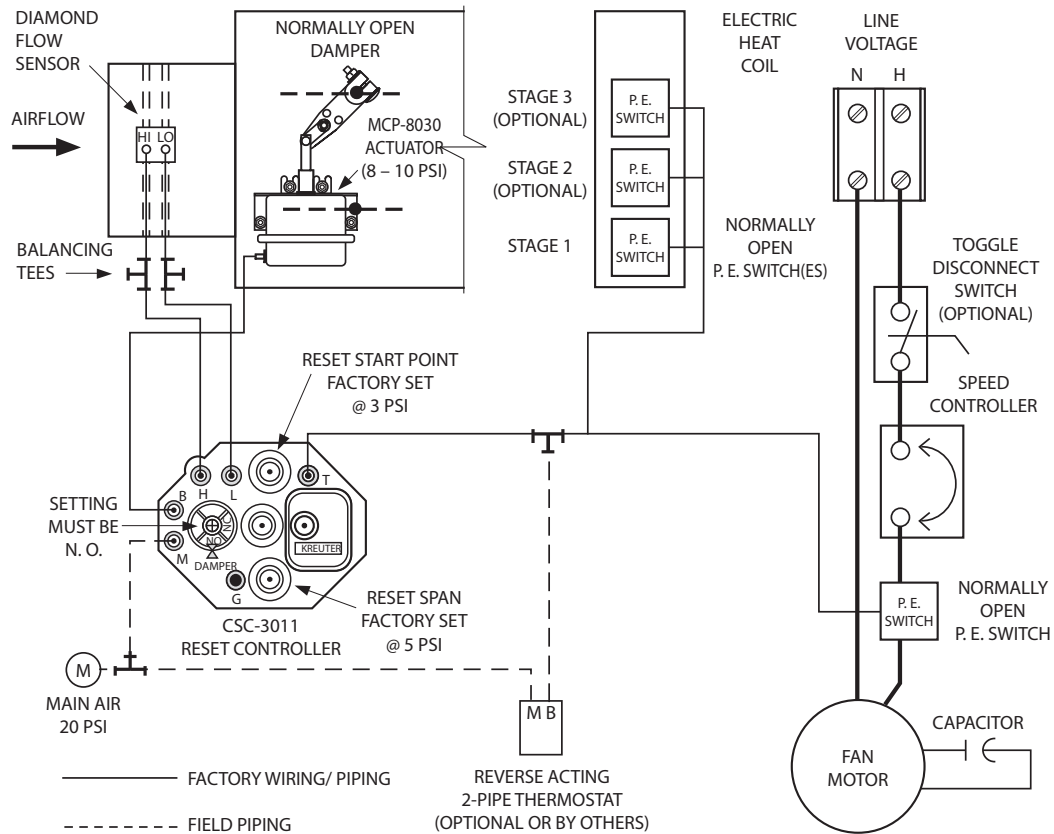 DIAMOND
FLOW
SENSOR
NORMALLY OPEN
DAMPER
ELECTRIC
HEAT
COIL
LINE
VOLTAGE
N H
AIRFLOW
HI LO
MCP-8030
ACTUATOR
(8 – 10 PSI)
STAGE 3
(OPTIONAL)
P. E.
SWITCH
STAGE 2
(OPTIONAL)
P. E.
SWITCH
STAGE 1
P. E.
SWITCH
NORMALLY
OPEN
P. E. SWITCH(ES)
BALANCING
TEES
TOGGLE
DISCONNECT
SWITCH
(OPTIONAL)
SPEED
CONTROLLER
RESET START POINT
FACTORY SET
@ 3 PSI
SETTING
MUST BE
N. O.
B
H
L
T
M
NC
NO
DAMPER
G
KREUTER
CSC-3011
RESET CONTROLLER
RESET SPAN
FACTORY SET
@ 5 PSI
P. E.
SWITCH
NORMALLY
OPEN
P. E. SWITCH
M
MAIN AIR
20 PSI
M B
REVERSE ACTING
2-PIPE THERMOSTAT
(OPTIONAL OR BY OTHERS)
FAN
MOTOR
CAPACITOR
FACTORY WIRING/ PIPING
FIELD PIPING